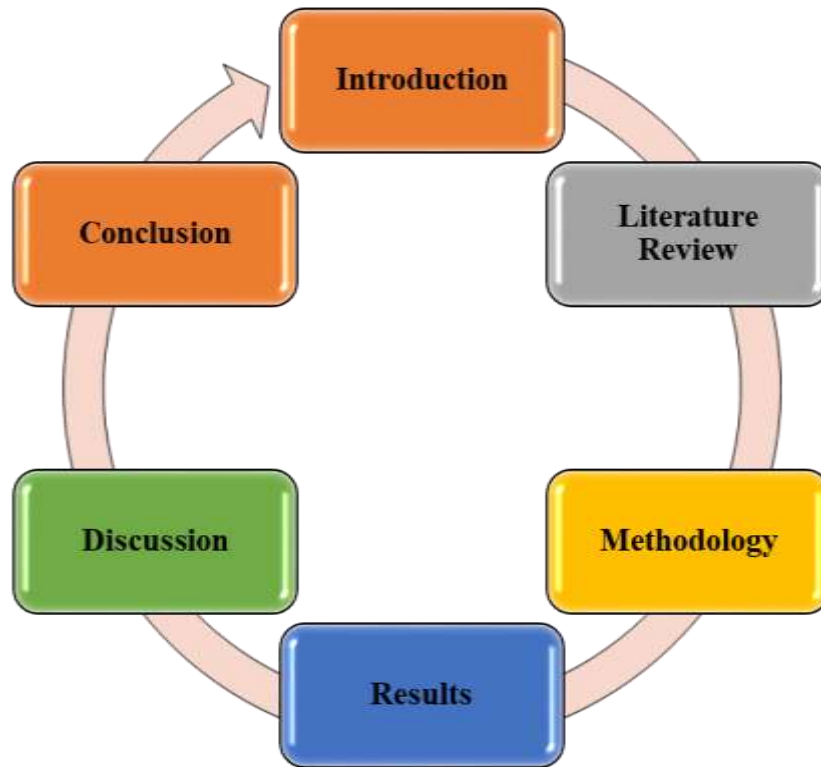 Introduction
Literature
Review
Methodology
Results
Discussion
Conclusion